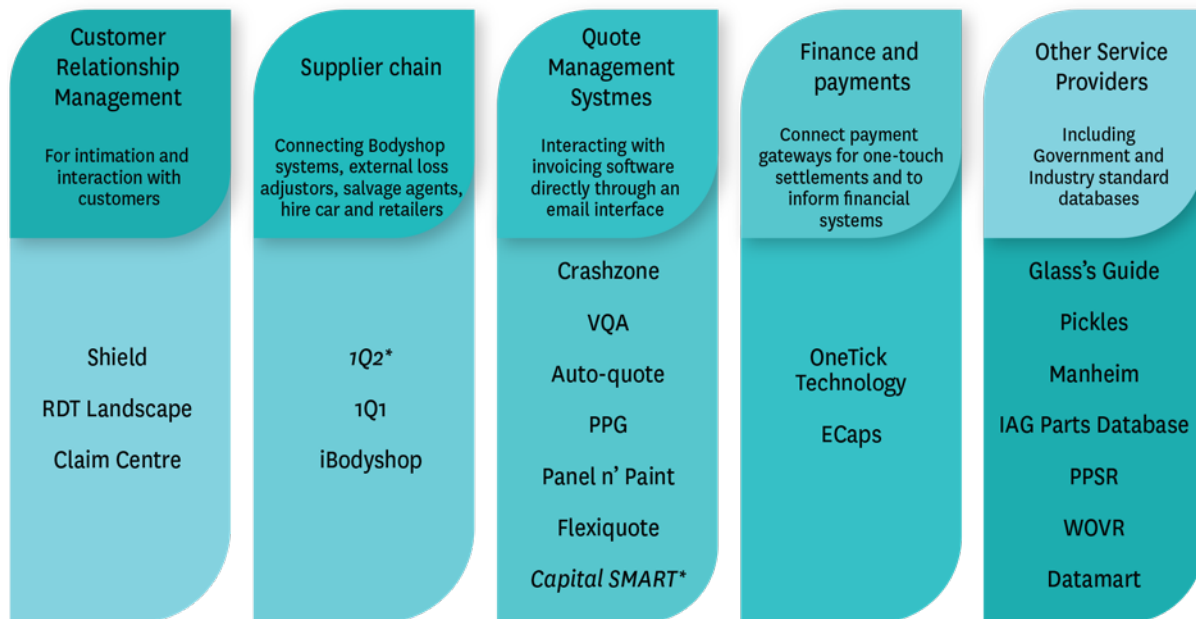 Customer
Relationship
Management
For intimation and
interaction with
customers
Shield
RDT Landscape
Claim Centre
Supplier chain
Connecting Bodyshop
systems, external loss
adjustors, salvage agents,
hire car and retailers
1Q2*
1Q1
iBodyshop
Quote
Management
Systmes
Interacting with
invoicing software
directly through an
email interface
Crashzone
VQA
Auto-quote
PPG
Panel n' Paint
Flexiquote
Capital SMART*
Finance and
payments
Connect payment
gateways for one-touch
settlements and to
inform financial
systems
OneTick
Technology
ECaps
Other Service
Providers
Including
Government and
Industry standard
databases
Glass's Guide
Pickles
Manheim
IAG Parts Database
PPSR
WOVR
Datamart